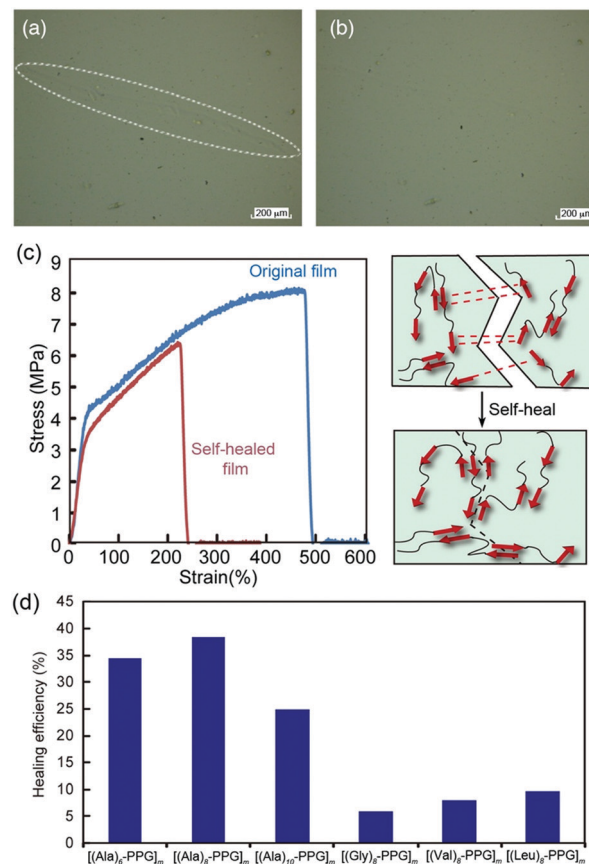 (a)
200 μm
(b)
200 μm
(c)
Stress (MPa)
9
8
7
6
5
4
3
2
1
0
Original film
Self-healed
film
0 100 200 300 400 500 600
Strain(%)
Self-heal
(d)
Healing efficiency (%)
45
40
35
30
25
20
15
10
5
0
[(Ala)₆-PPG]ₘ [(Ala)₈-PPG]ₘ [(Ala)₁₀-PPG]ₘ [(Gly)₈-PPG]ₘ [(Val)₈-PPG]ₘ [(Leu)₈-PPG]ₘ